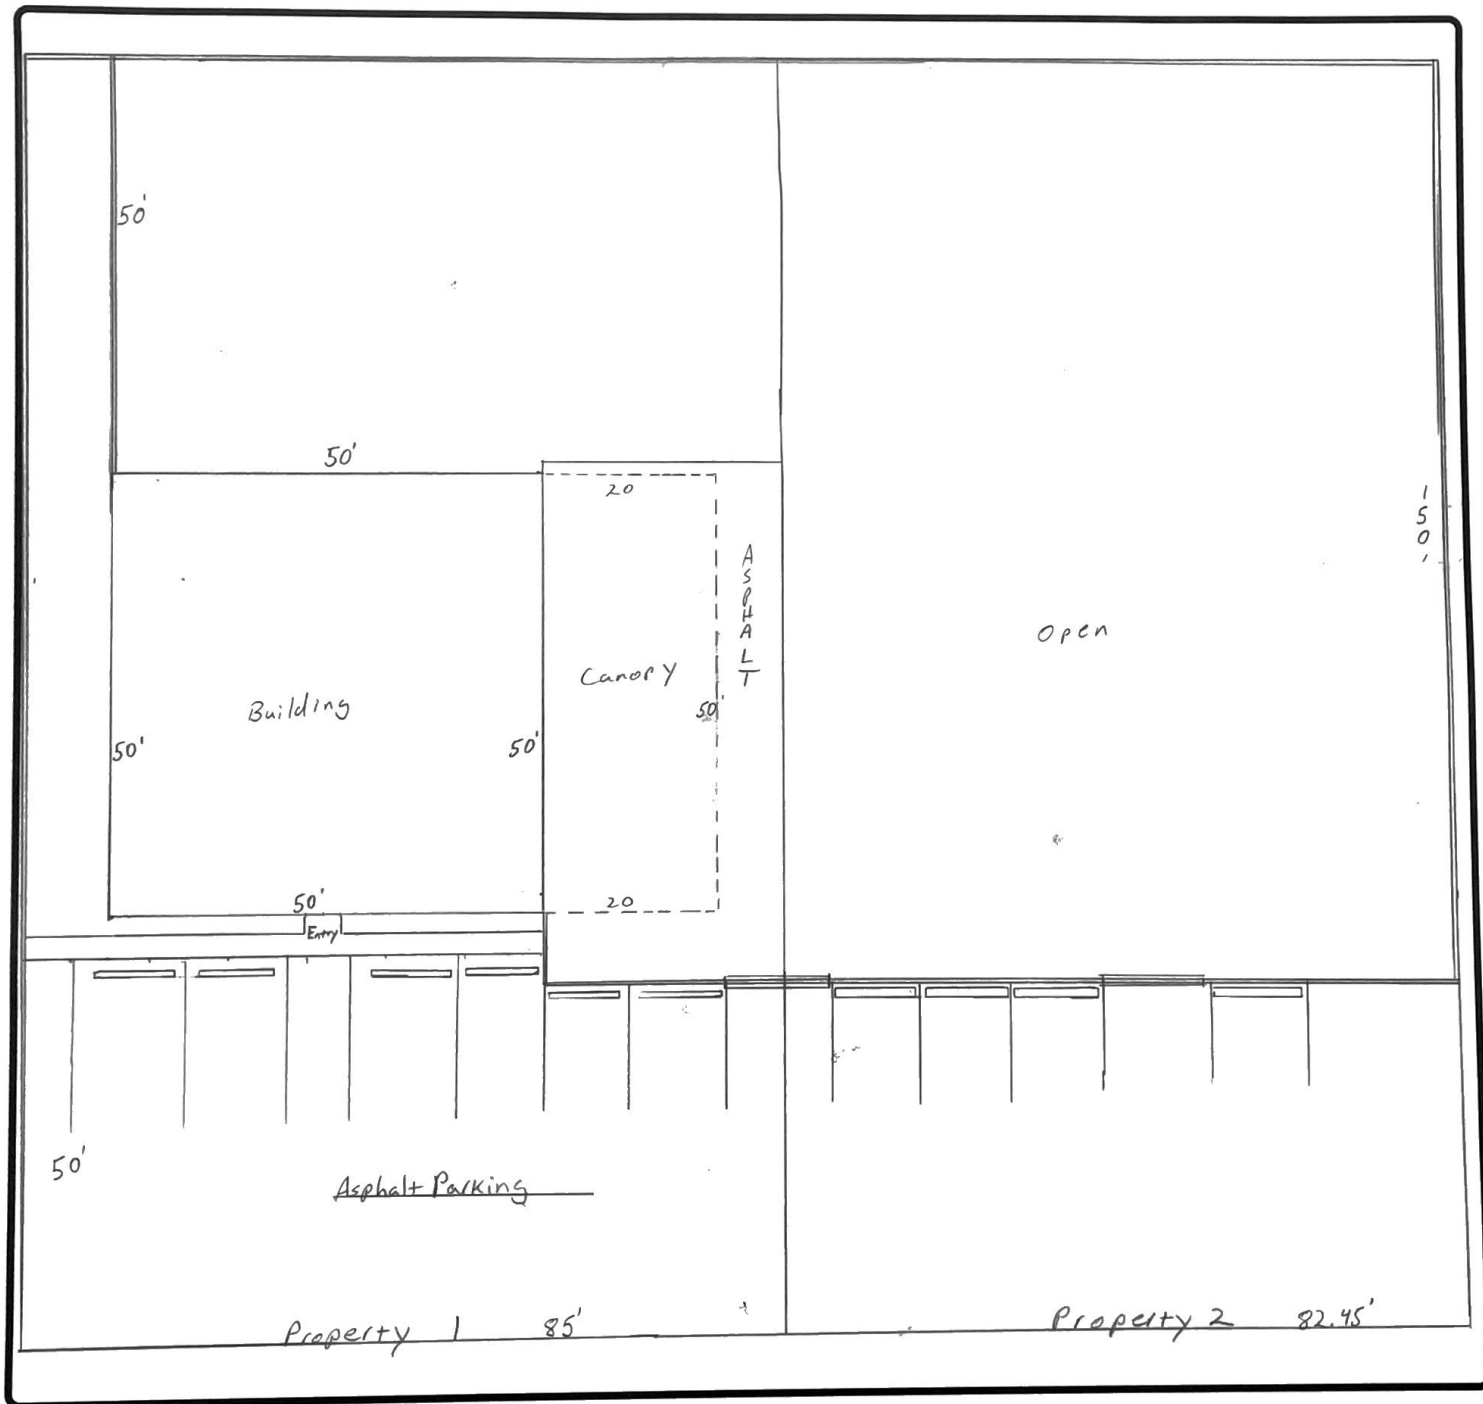 50'
50'
20
ASPHALT
150'
Open
Canopy
Building
50'
50'
50'
50'
20
Entry
50'
Asphalt Parking
Property 1 85'
Property 2 82.45'